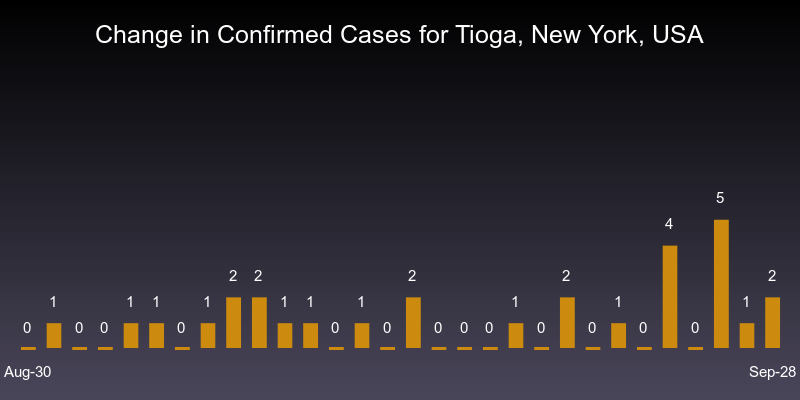 Change in Confirmed Cases for Tioga, New York, USA
0 1 0 0 1 1 0 1 2 2 1 1 0 1 0 2 0 0 0 1 0 2 0 1 0 4 0 5 1 2
Aug-30 Sep-28